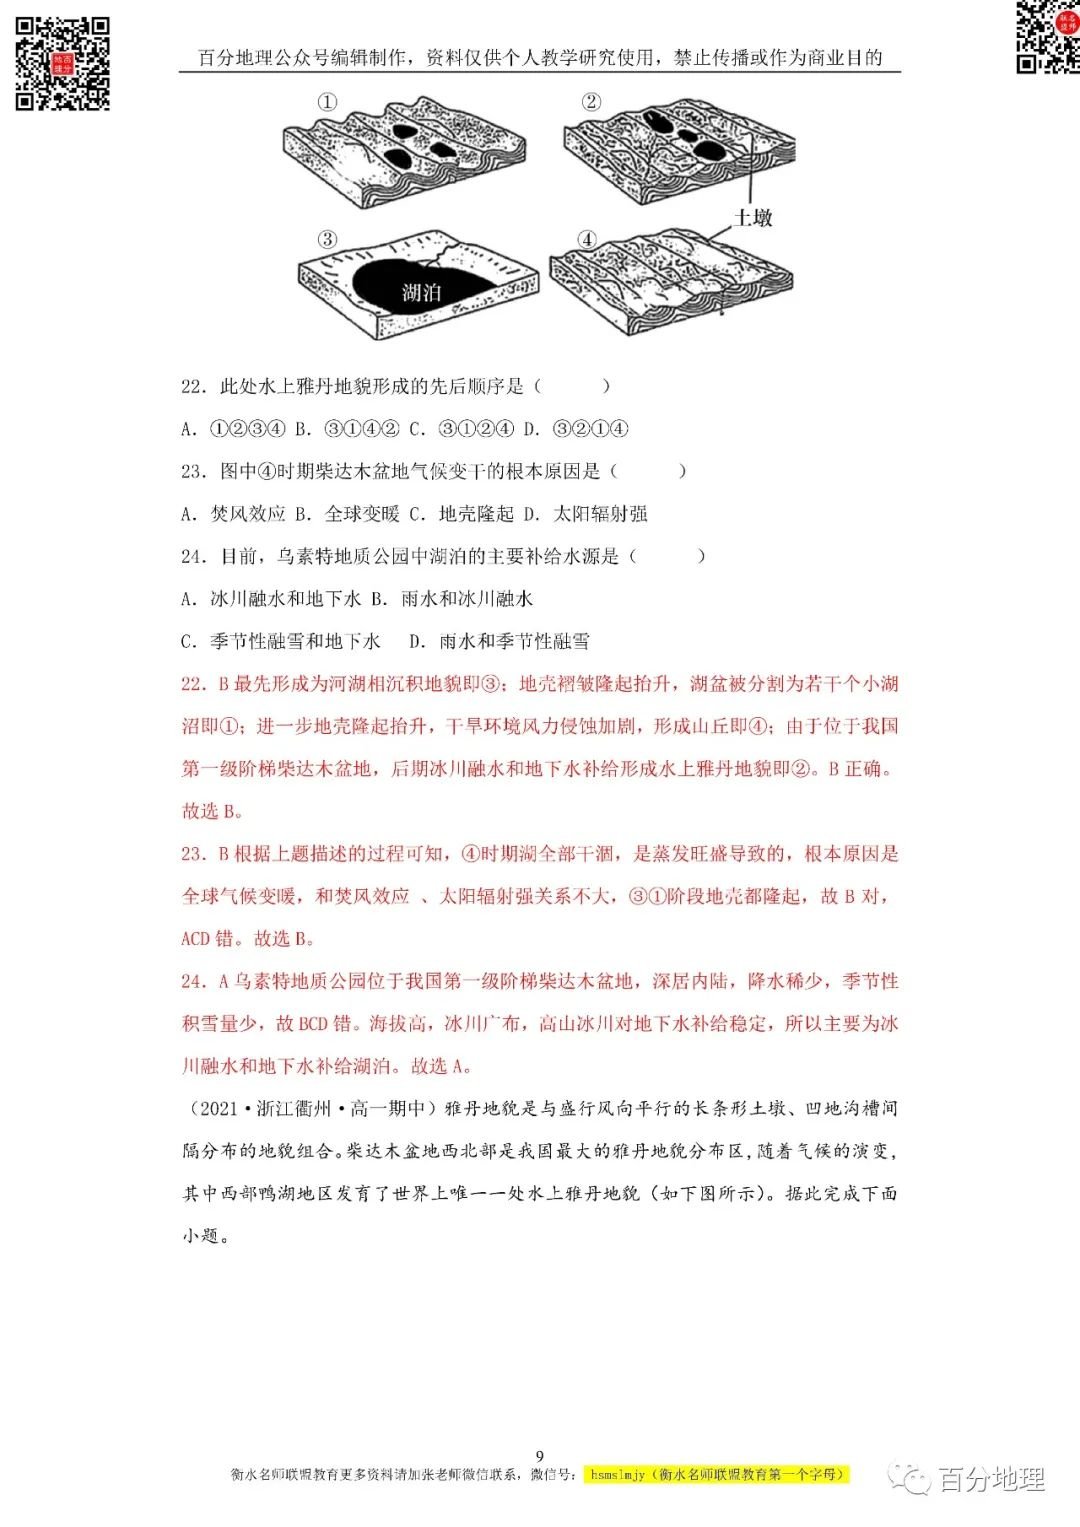 百分地理公众号编辑制作，资料仅供个人教学研究使用，禁止传播或作为商业目的
地百
理分
联名
盟师
①
②
土墩
③
④
湖泊
22．此处水上雅丹地貌形成的先后顺序是（　　　）
A．①②③④ B．③①④② C．③①②④ D．③②①④
23．图中④时期柴达木盆地气候变干的根本原因是（　　　）
A．焚风效应 B．全球变暖 C．地壳隆起 D．太阳辐射强
24．目前，乌素特地质公园中湖泊的主要补给水源是（　　　）
A．冰川融水和地下水 B．雨水和冰川融水
C．季节性融雪和地下水 D．雨水和季节性融雪
22．B 最先形成为河湖相沉积地貌即③；地壳褶皱隆起抬升，湖盆被分割为若干个小湖
沼即①；进一步地壳隆起抬升，干旱环境风力侵蚀加剧，形成山丘即④；由于位于我国
第一级阶梯柴达木盆地，后期冰川融水和地下水补给形成水上雅丹地貌即②。B 正确。
故选 B。
23．B 根据上题描述的过程可知，④时期湖全部干涸，是蒸发旺盛导致的，根本原因是
全球气候变暖，和焚风效应 、太阳辐射强关系不大，③①阶段地壳都隆起，故 B 对，
ACD 错。故选 B。
24．A 乌素特地质公园位于我国第一级阶梯柴达木盆地，深居内陆，降水稀少，季节性
积雪量少，故 BCD 错。海拔高，冰川广布，高山冰川对地下水补给稳定，所以主要为冰
川融水和地下水补给湖泊。故选 A。
（2021·浙江衢州·高一期中）雅丹地貌是与盛行风向平行的长条形土墩、凹地沟槽间
隔分布的地貌组合。柴达木盆地西北部是我国最大的雅丹地貌分布区，随着气候的演变，
其中西部鸭湖地区发育了世界上唯一一处水上雅丹地貌（如下图所示）。据此完成下面
小题。
9
衡水名师联盟教育更多资料请加张老师微信联系，微信号： hsmslmjy（衡水名师联盟教育第一个字母）
百分地理